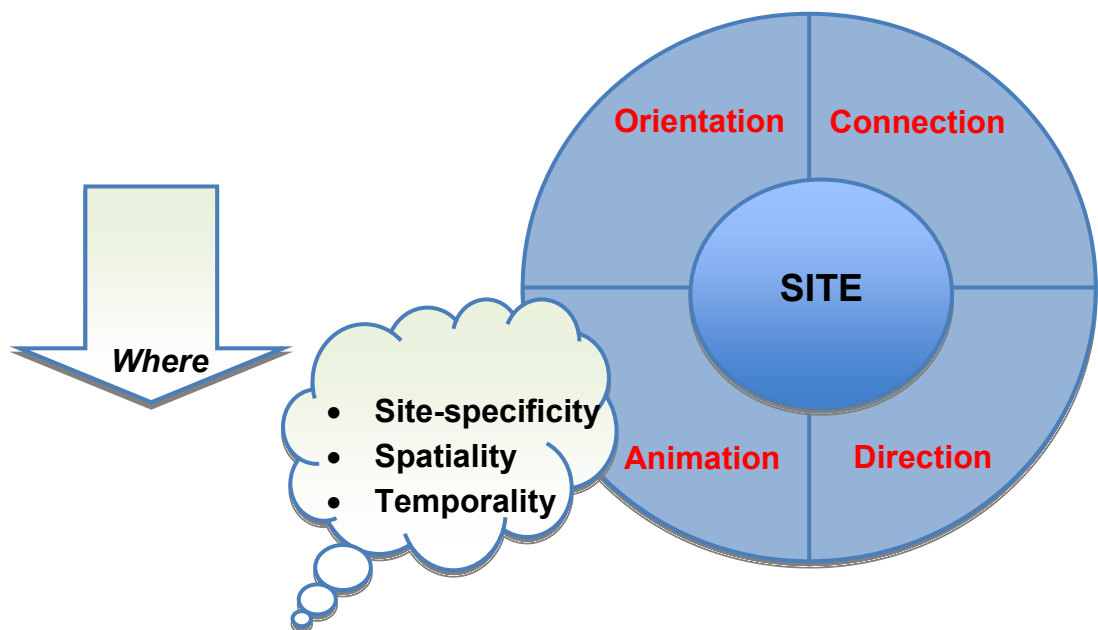 Orientation
Connection
SITE
Where
• Site-specificity
• Spatiality
• Temporality
Animation
Direction